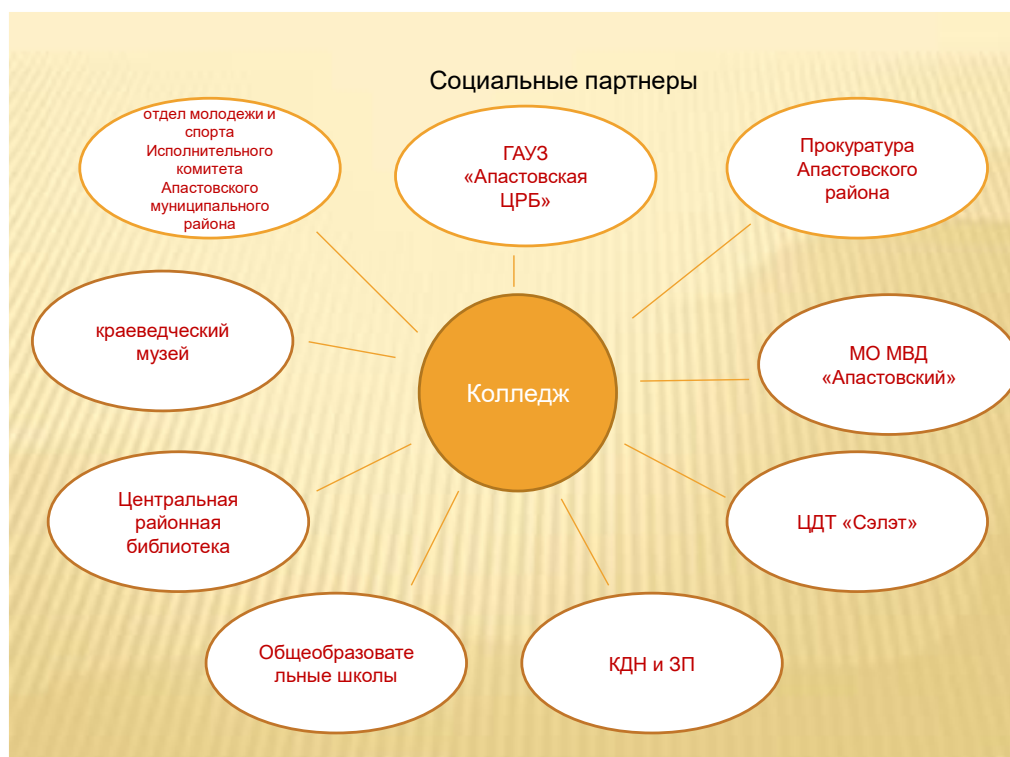 Социальные партнеры
отдел молодежи и
спорта
Исполнительного
комитета
Апастовского
муниципального
района
ГАУЗ
«Апастовская
ЦРБ»
Прокуратура
Апастовского
района
краеведческий
музей
МО МВД
«Апастовский»
Колледж
Центральная
районная
библиотека
ЦДТ «Сэлэт»
Общеобразовате
льные школы
КДН и ЗП